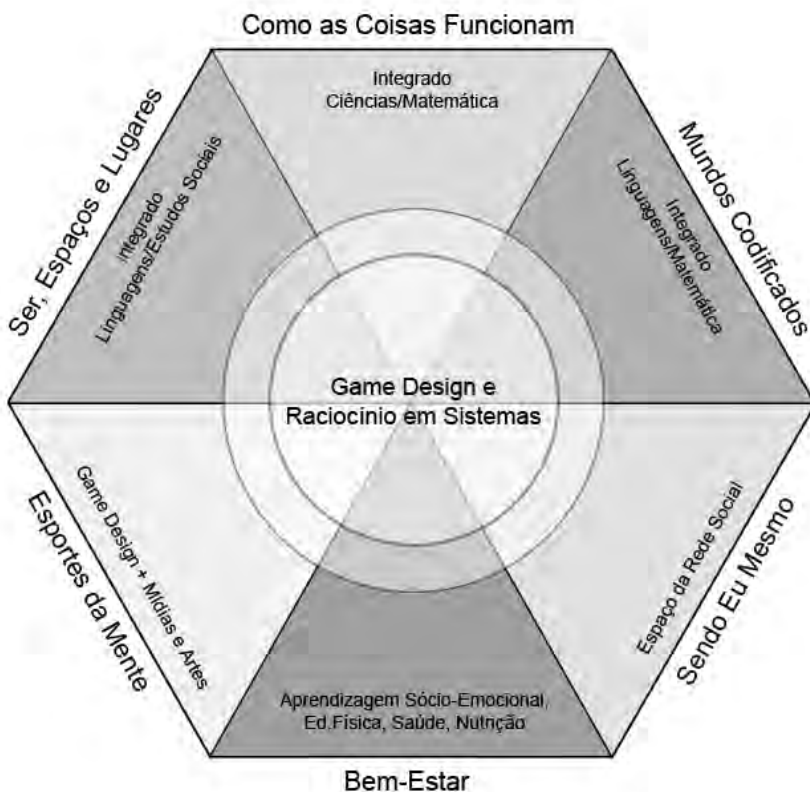 Como as Coisas Funcionam
Integrado
Ciências/Matemática
Ser, Espaços e Lugares
Integrado
Linguagens/Estudos Sociais
Mundos Codificados
Integrado
Linguagens/Matemática
Game Design e
Raciocínio em Sistemas
Esportes da Mente
Game Design + Mídias e Artes
Sendo Eu Mesmo
Espaço da Rede Social
Aprendizagem Sócio-Emocional,
Ed.Física, Saúde, Nutrição
Bem-Estar